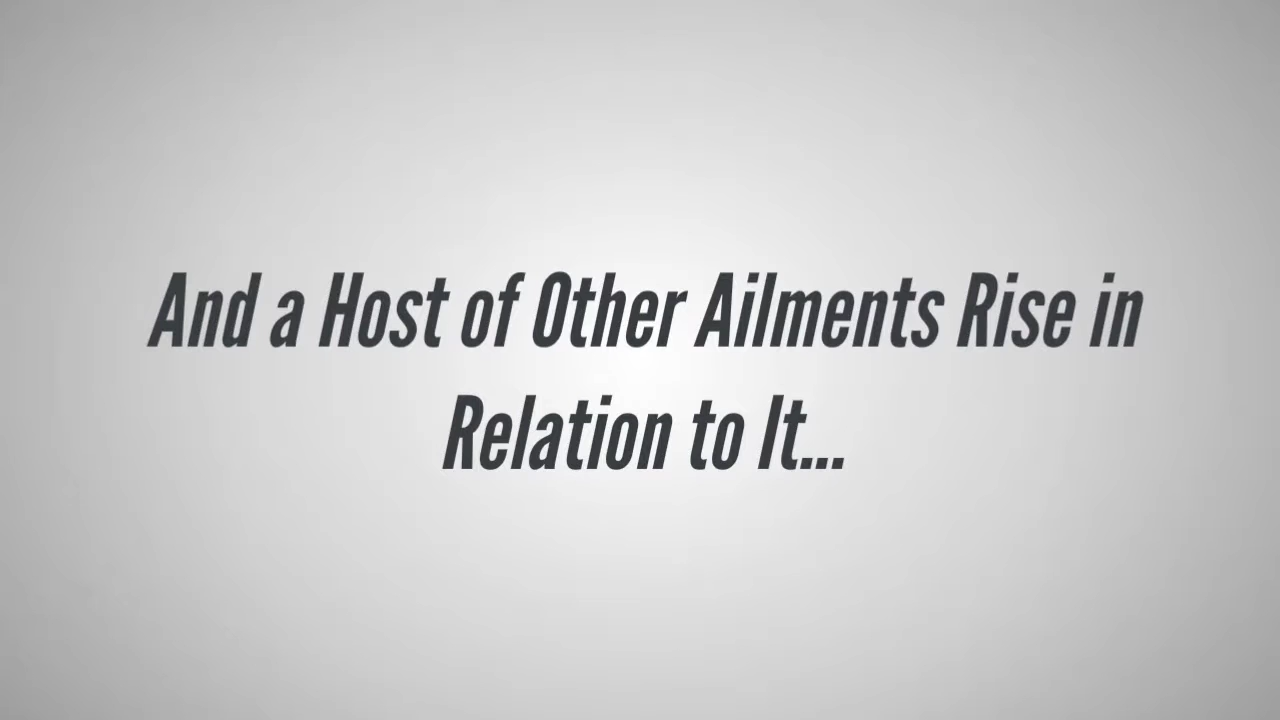 And a Host of Other Ailments Rise in
Relation to It...